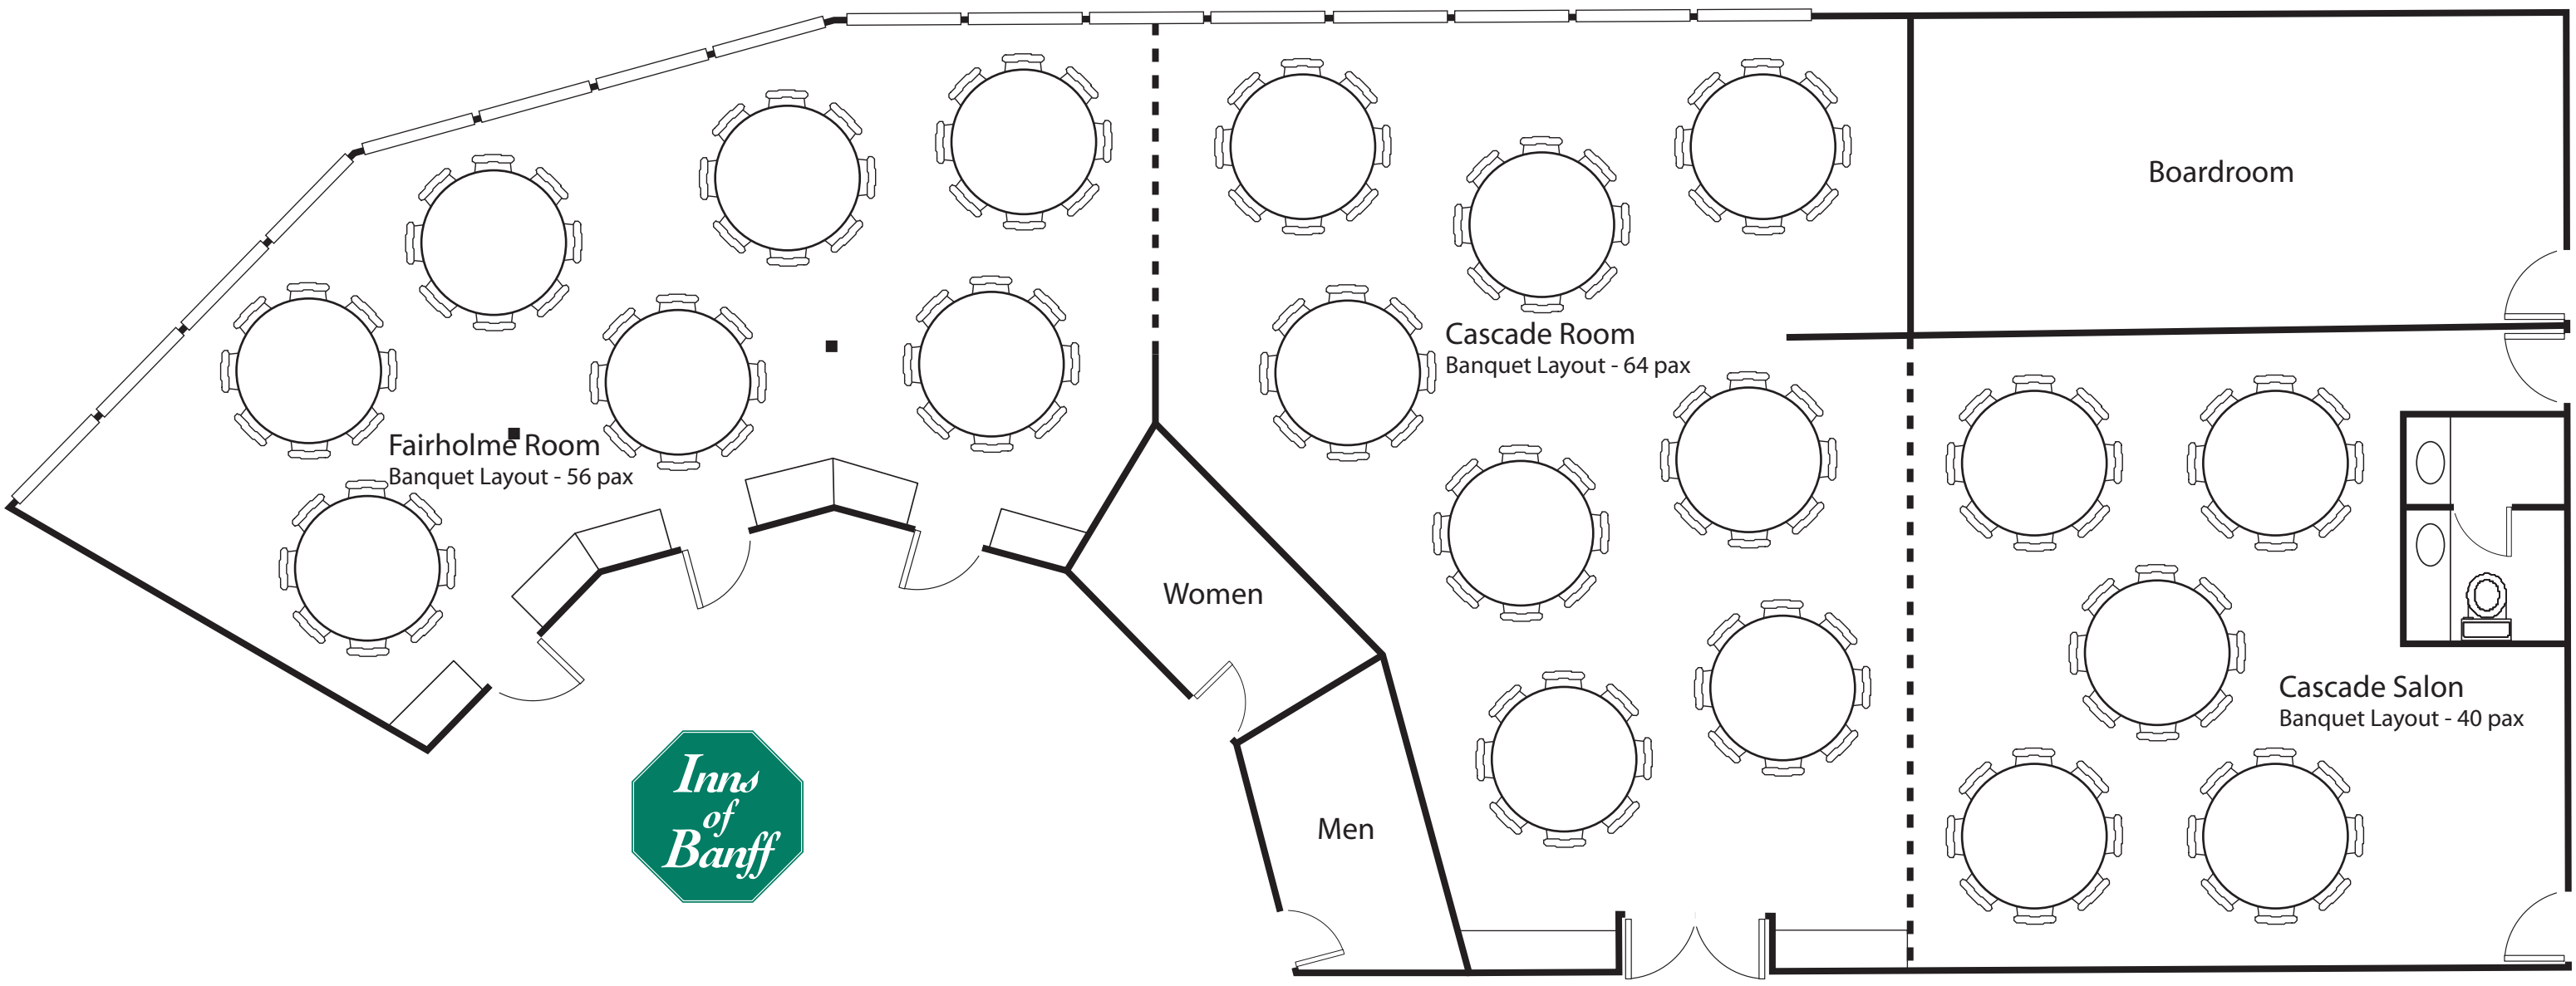 Boardroom
Cascade Room
Banquet Layout - 64 pax
Fairholme Room
Banquet Layout - 56 pax
Women
Cascade Salon
Banquet Layout - 40 pax
Men
Inns
of
Banff